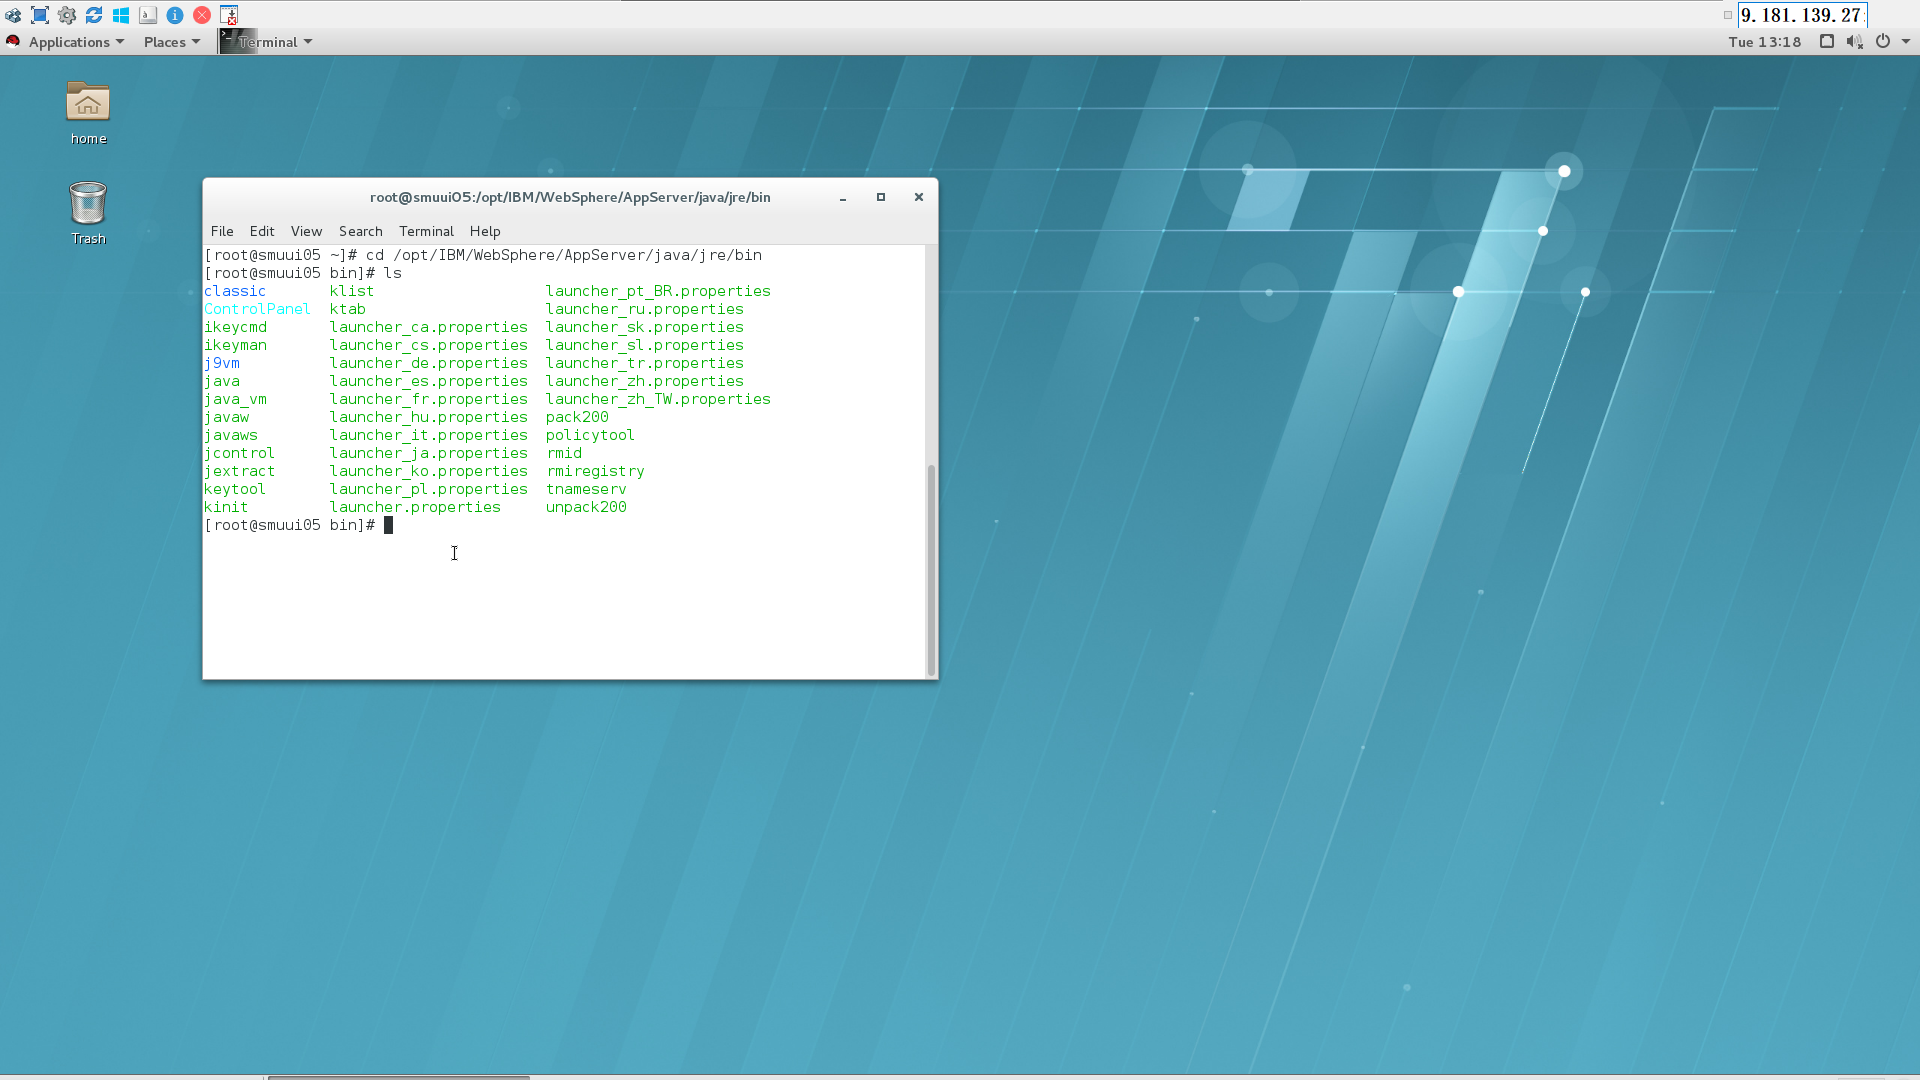 9.181.139.27:
Applications Places Terminal Tue 13:18
home
Trash
root@smuui05:/opt/IBM/WebSphere/AppServer/java/jre/bin
File Edit View Search Terminal Help
[root@smuui05 ~]# cd /opt/IBM/WebSphere/AppServer/java/jre/bin
[root@smuui05 bin]# ls
classic klist launcher_pt_BR.properties
ControlPanel ktab launcher_ru.properties
ikeycmd launcher_ca.properties launcher_sk.properties
ikeyman launcher_cs.properties launcher_sl.properties
j9vm launcher_de.properties launcher_tr.properties
java launcher_es.properties launcher_zh.properties
java_vm launcher_fr.properties launcher_zh_TW.properties
javaw launcher_hu.properties pack200
javaws launcher_it.properties policytool
jcontrol launcher_ja.properties rmid
jextract launcher_ko.properties rmiregistry
keytool launcher_pl.properties tnameserv
kinit launcher.properties unpack200
[root@smuui05 bin]#